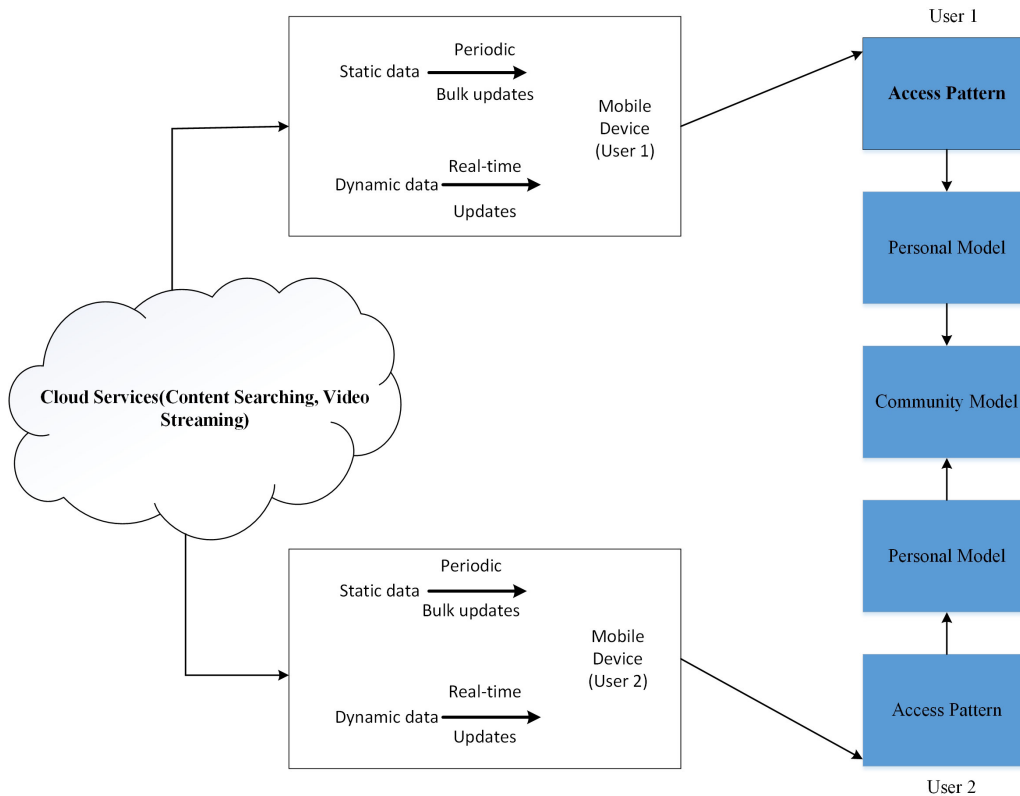 User 1
Periodic
Static data
Bulk updates
Mobile
Device
(User 1)
Real-time
Dynamic data
Updates
Access Pattern
Personal Model
Cloud Services(Content Searching, Video
Streaming)
Community Model
Periodic
Static data
Bulk updates
Mobile
Device
(User 2)
Real-time
Dynamic data
Updates
Personal Model
Access Pattern
User 2